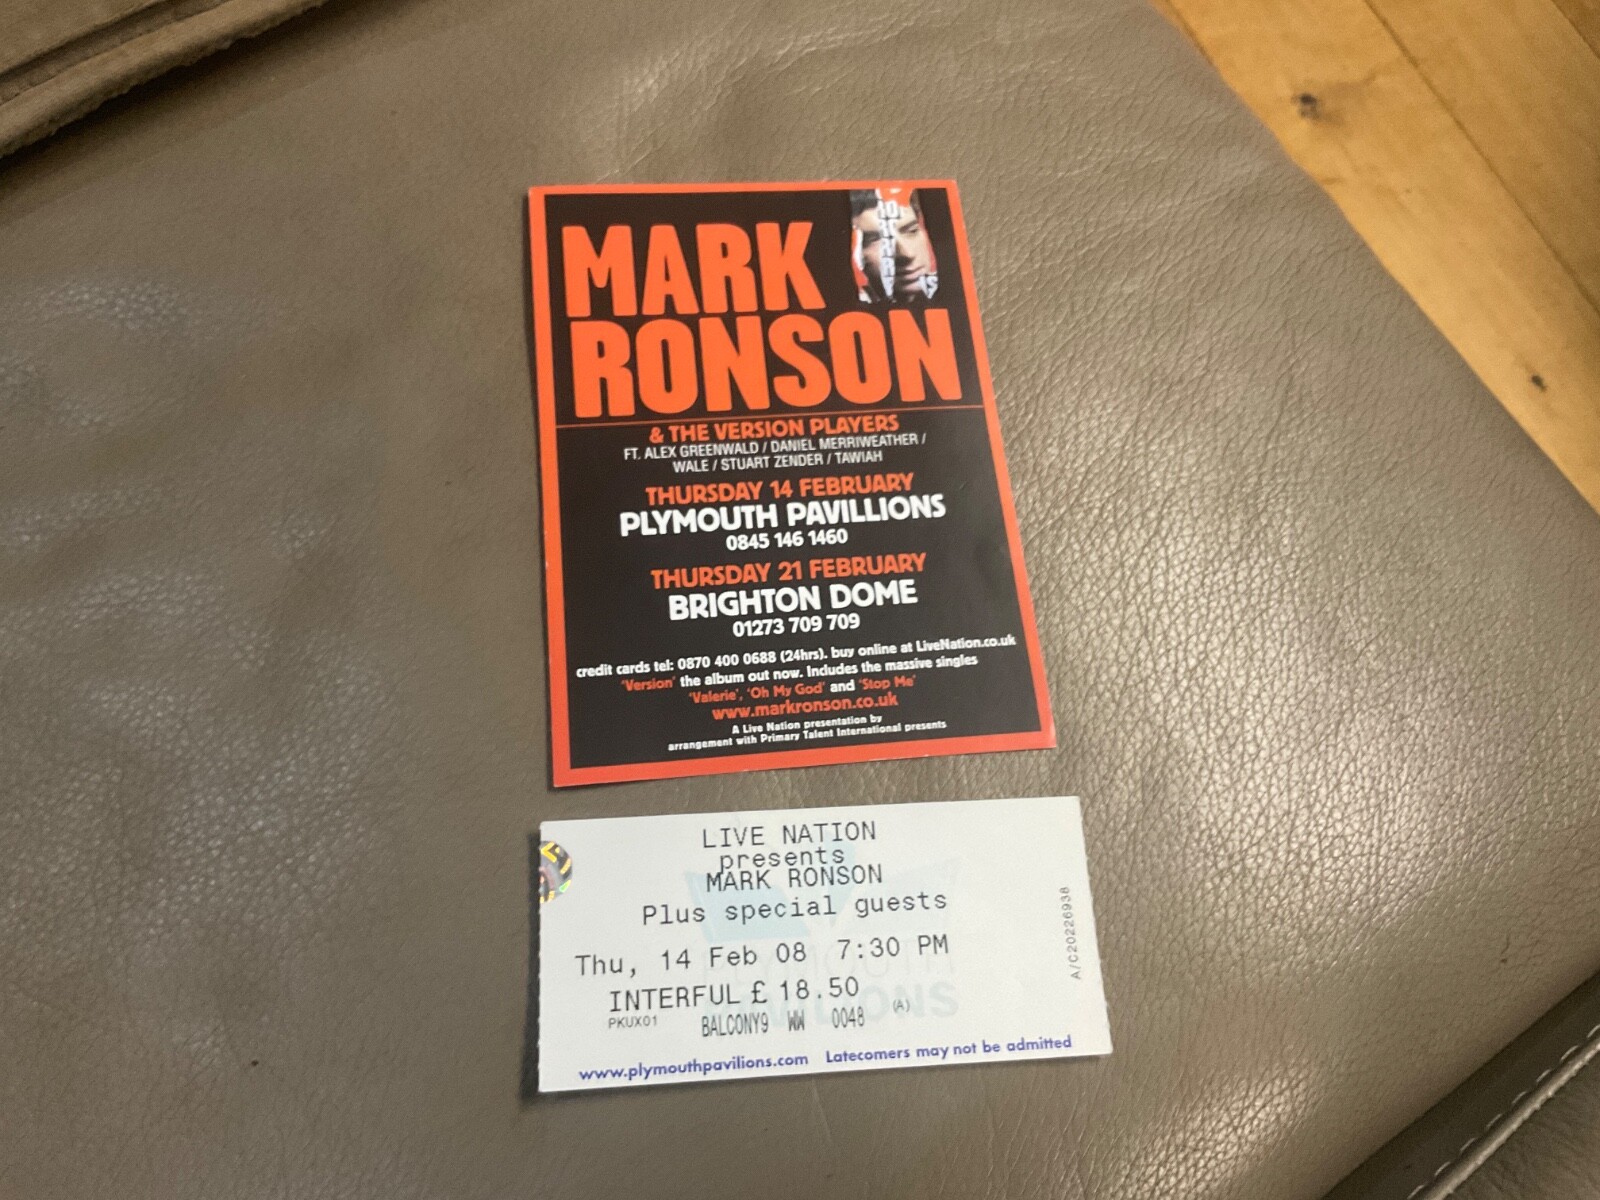 MARK
RONSON
& THE VERSION PLAYERS
FT. ALEX GREENWALD / DANIEL MERRIWEATHER /
WALE / STUART ZENDER / TAWIAH
THURSDAY 14 FEBRUARY
PLYMOUTH PAVILLIONS
0845 146 1460
THURSDAY 21 FEBRUARY
BRIGHTON DOME
01273 709 709
credit cards tel: 0870 400 0688 (24hrs). buy online at LiveNation.co.uk
'Version' the album out now. Includes the massive singles
'Valerie', 'Oh My God' and 'Stop Me'
www.markronson.co.uk
A Live Nation presentation by
arrangement with Primary Talent International presents
LIVE NATION
presents
MARK RONSON
Plus special guests
Thu, 14 Feb 08 7:30 PM
INTERFUL £ 18.50
PKUX01 BALCONY9 WW 0048 (A)
www.plymouthpavilions.com Latecomers may not be admitted
A/C20226938
PLYMOUTH
PAVILIONS